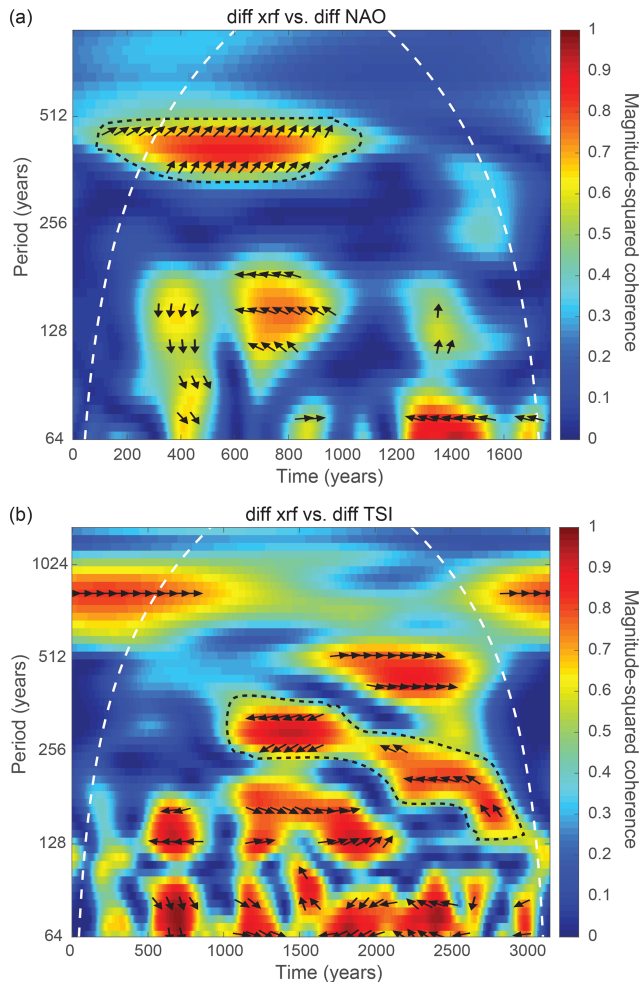 (a)
diff xrf vs. diff NAO
512
256
128
64
Period (years)
0 200 400 600 800 1000 1200 1400 1600
Time (years)
1
0.9
0.8
0.7
0.6
0.5
0.4
0.3
0.2
0.1
0
Magnitude-squared coherence
(b)
diff xrf vs. diff TSI
1024
512
256
128
64
Period (years)
0 500 1000 1500 2000 2500 3000
Time (years)
1
0.9
0.8
0.7
0.6
0.5
0.4
0.3
0.2
0.1
0
Magnitude-squared coherence